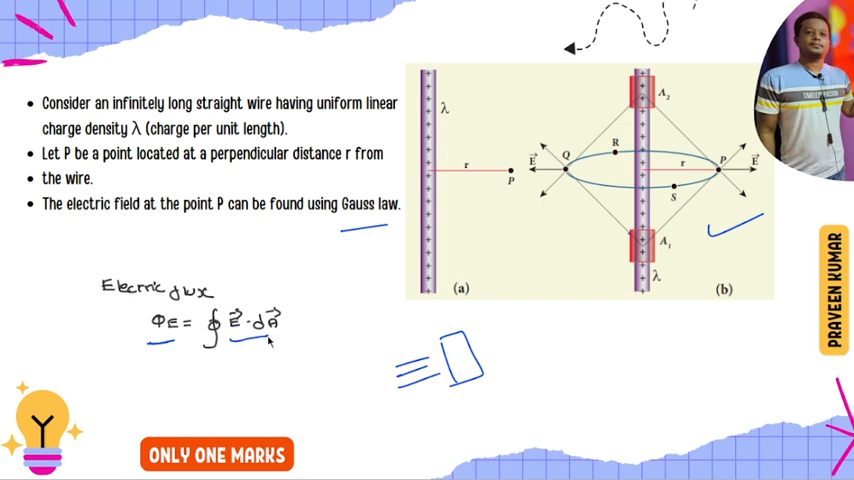 • Consider an infinitely long straight wire having uniform linear
charge density λ (charge per unit length).
• Let P be a point located at a perpendicular distance r from
• the wire.
• The electric field at the point P can be found using Gauss law.
λ
r
P
(a)
A₂
R
E⃗
Q
r
P
E⃗
S
A₁
λ
(b)
Electric flux
ΦE = ∮ E⃗ · dA⃗
ONLY ONE MARKS
PRAVEEN KUMAR